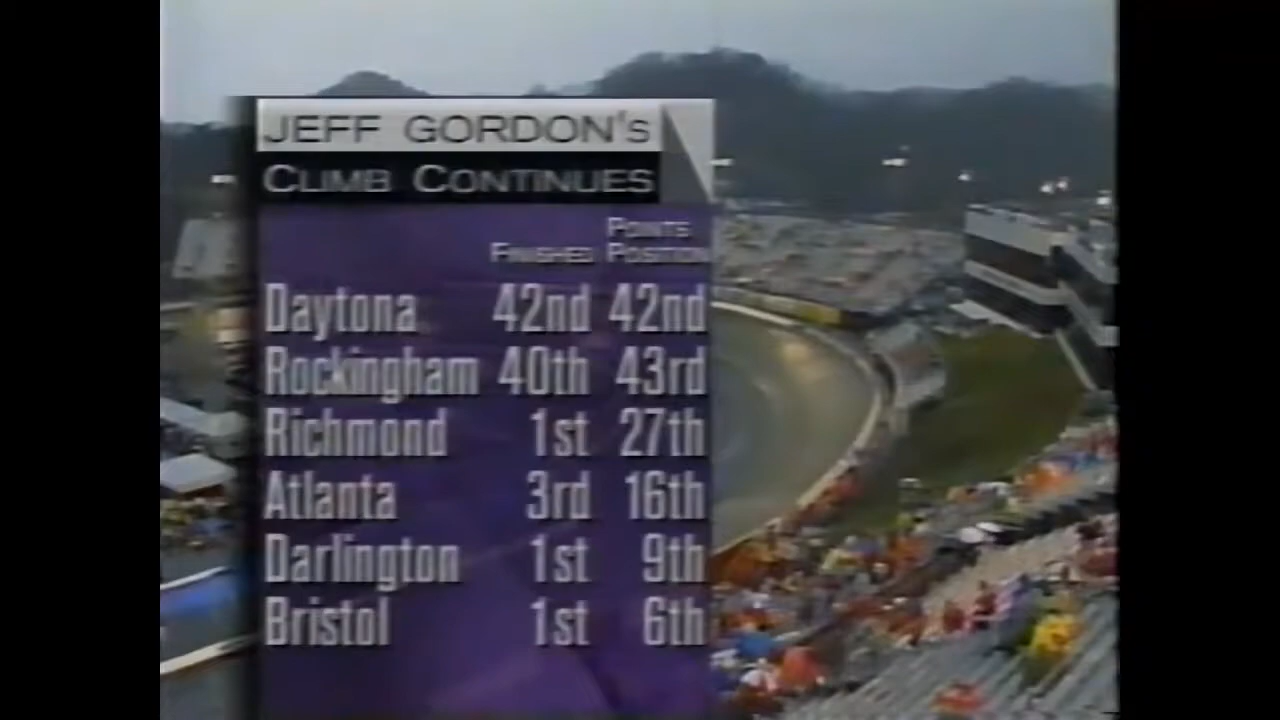 JEFF GORDON's
CLIMB CONTINUES
FINISHED POINTS POSITION
Daytona 42nd 42nd
Rockingham 40th 43rd
Richmond 1st 27th
Atlanta 3rd 16th
Darlington 1st 9th
Bristol 1st 6th